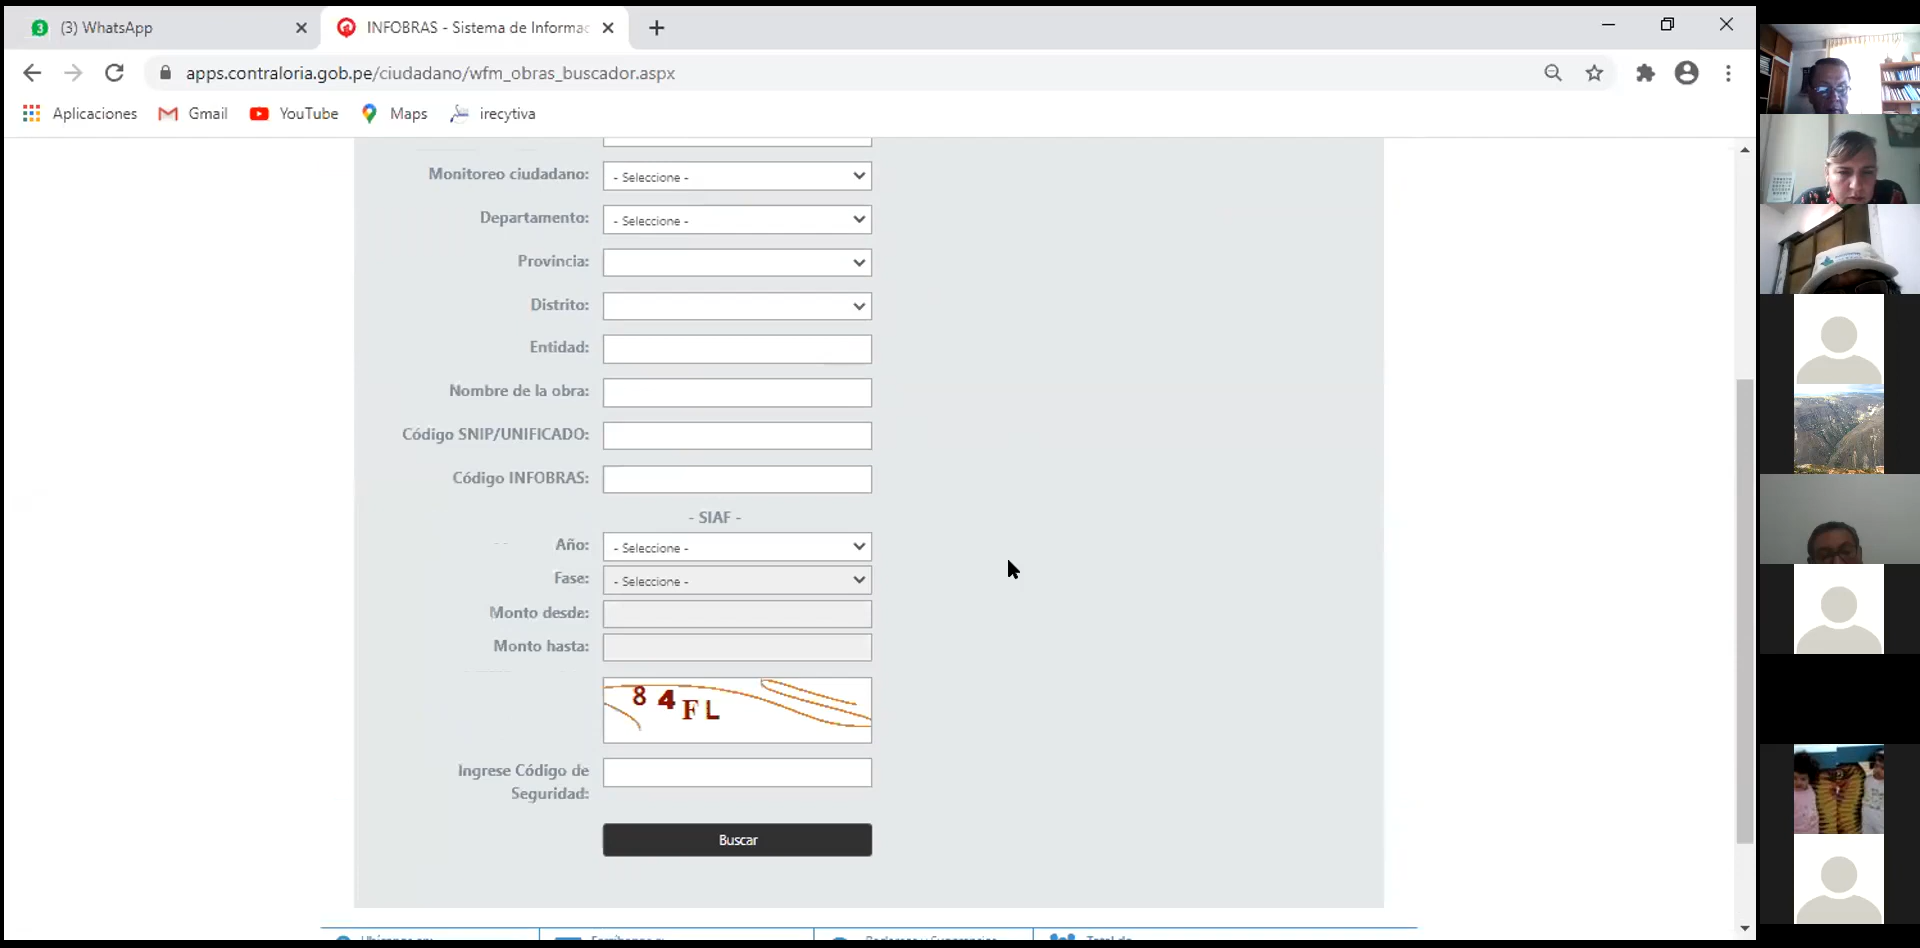 3 (3) WhatsApp
INFOBRAS - Sistema de Informac
apps.contraloria.gob.pe/ciudadano/wfm_obras_buscador.aspx
Aplicaciones Gmail YouTube Maps irecytiva
Monitoreo ciudadano: - Seleccione -
Departamento: - Seleccione -
Provincia:
Distrito:
Entidad:
Nombre de la obra:
Código SNIP/UNIFICADO:
Código INFOBRAS:
- SIAF -
Año: - Seleccione -
Fase: - Seleccione -
Monto desde:
Monto hasta:
84FL
Ingrese Código de
Seguridad:
Buscar